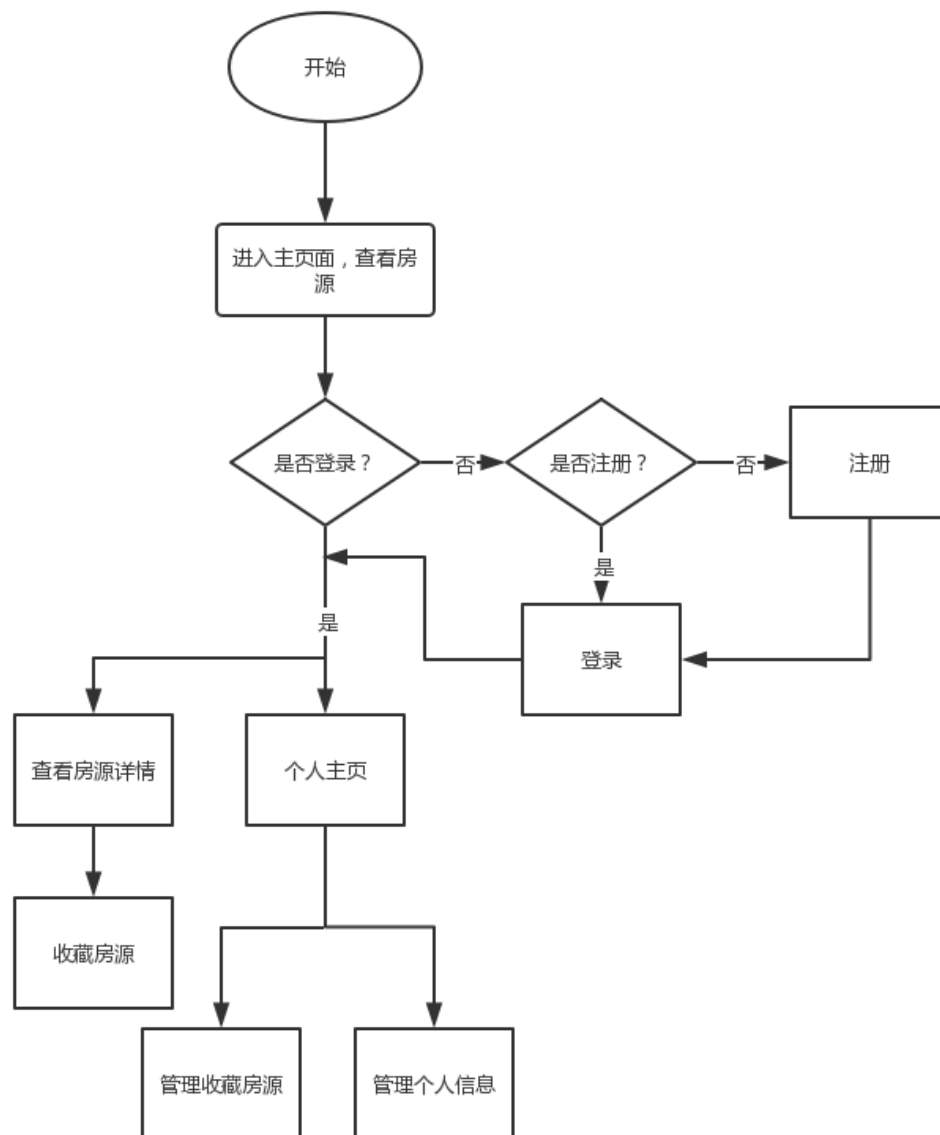 开始
进入主页面，查看房
源
是否登录？
否
是否注册？
否
注册
是
是
登录
查看房源详情
个人主页
收藏房源
管理收藏房源
管理个人信息